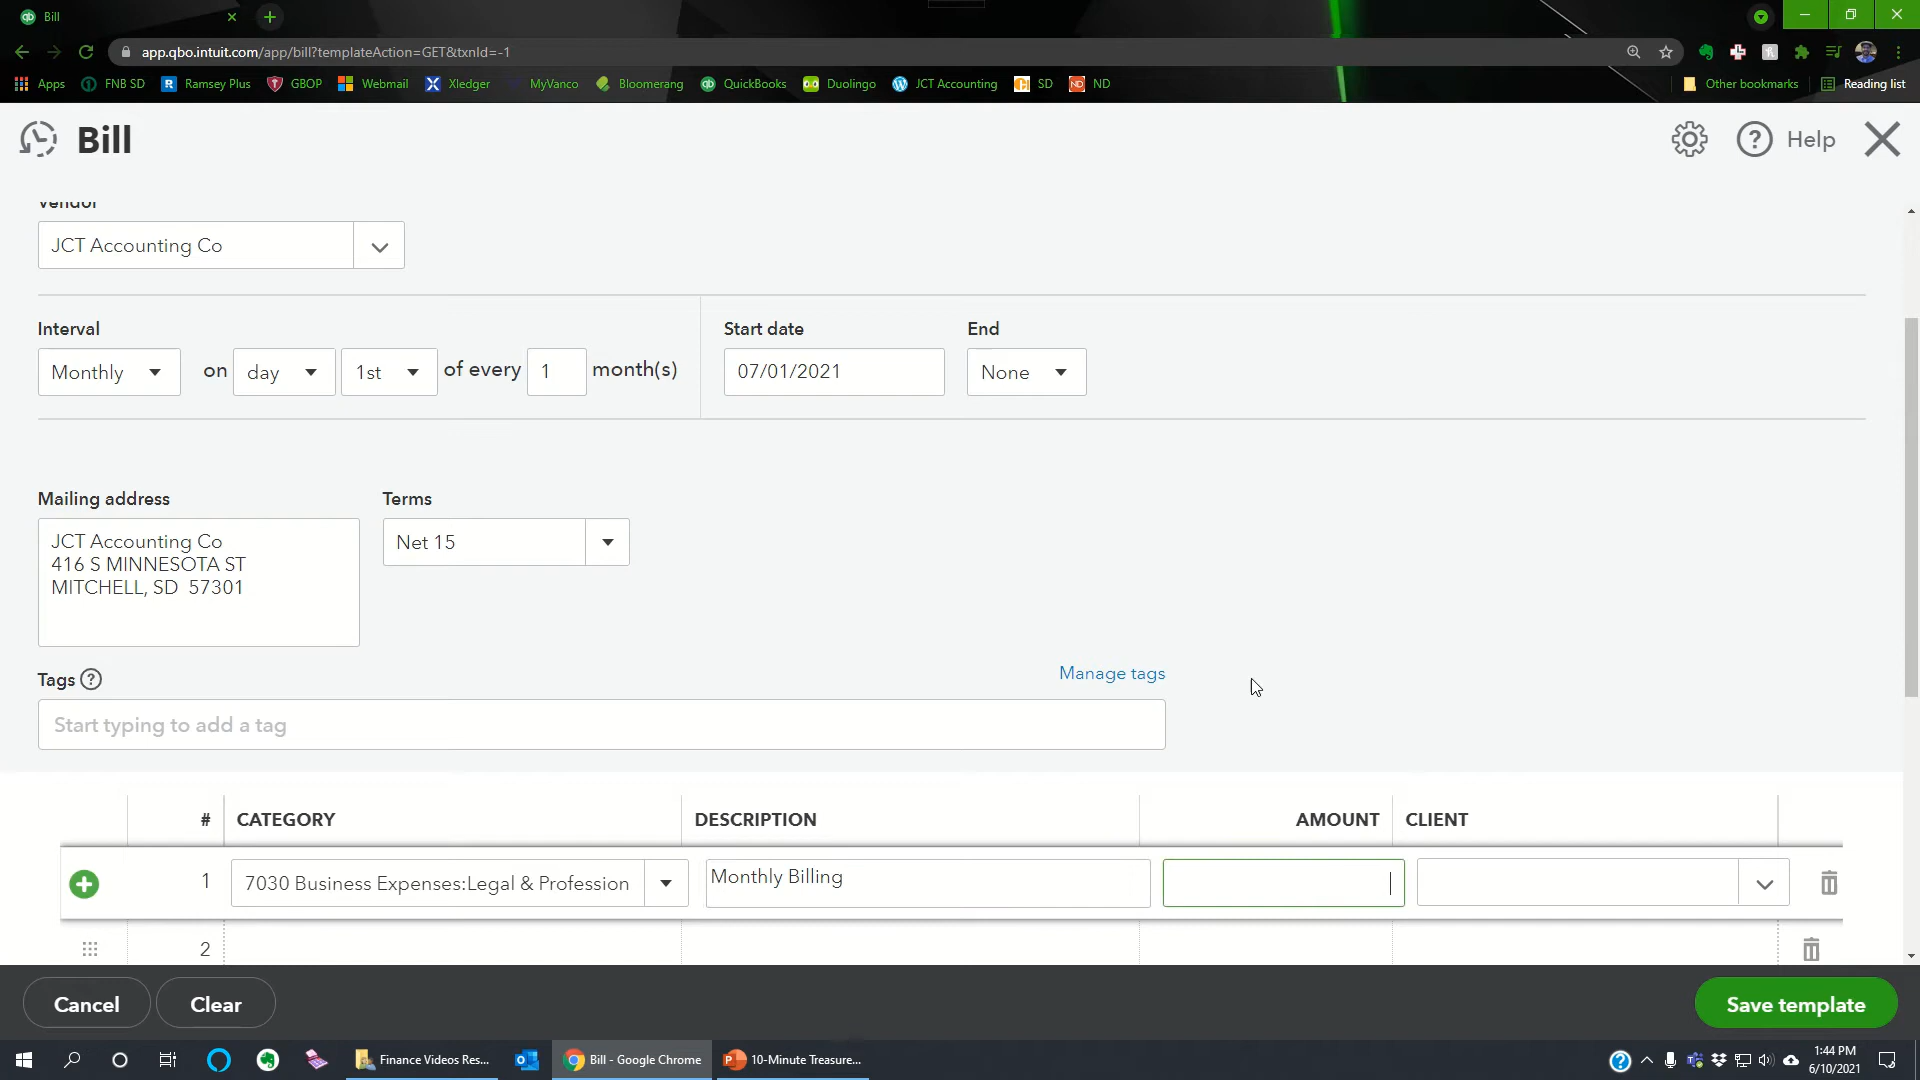 Bill
app.qbo.intuit.com/app/bill?templateAction=GET&txnId=-1
Apps FNB SD Ramsey Plus GBOP Webmail Xledger MyVanco Bloomerang QuickBooks Duolingo JCT Accounting SD ND Other bookmarks Reading list
Bill
Help
Vendor
JCT Accounting Co
Interval
Start date
End
Monthly on day 1st of every 1 month(s)
07/01/2021
None
Mailing address
Terms
JCT Accounting Co
416 S MINNESOTA ST
MITCHELL, SD 57301
Net 15
Tags ?
Manage tags
Start typing to add a tag
# CATEGORY DESCRIPTION AMOUNT CLIENT
1 7030 Business Expenses:Legal & Profession Monthly Billing
2
Cancel
Clear
Save template
Finance Videos Res...
Bill - Google Chrome
10-Minute Treasure...
1:44 PM
6/10/2021